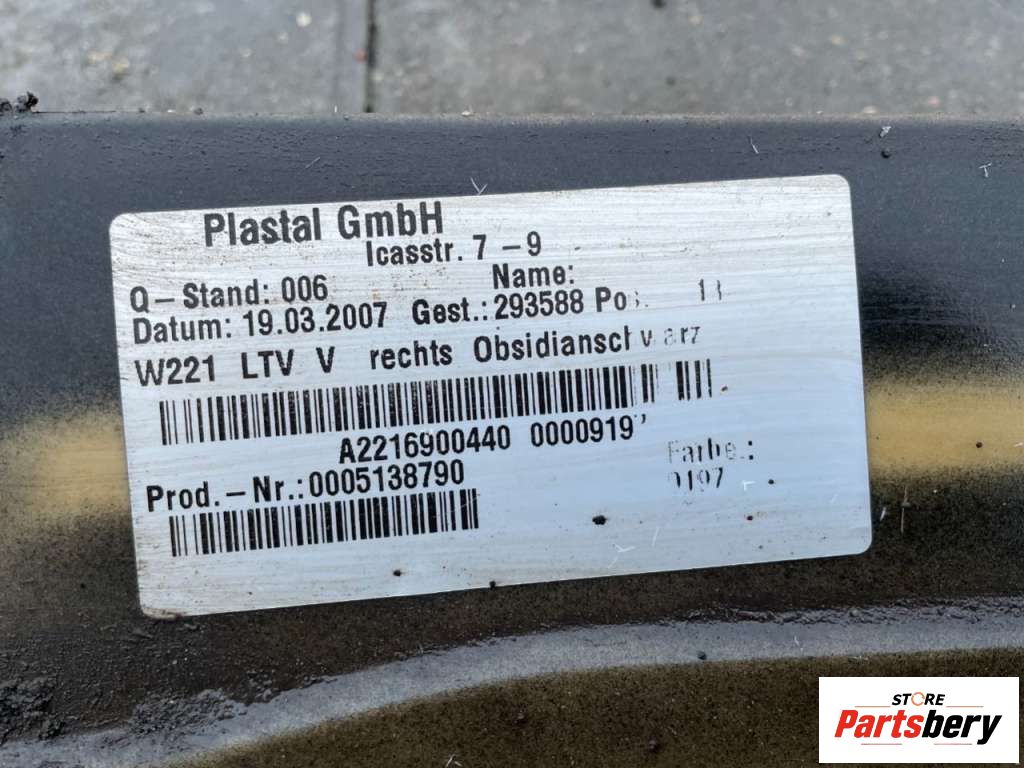 Plastal GmbH
Icasstr. 7 – 9
Q–Stand: 006 Name:
Datum: 19.03.2007 Gest.: 293588
W221 LTV V rechts Obsidianschwarz
A2216900440
Prod.–Nr.:0005138790 Farbe.:
STORE
Partsbery